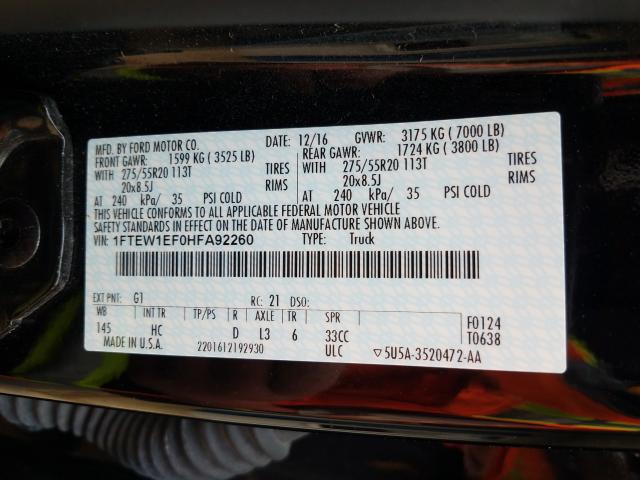 MFD. BY FORD MOTOR CO. DATE: 12/16 GVWR: 3175 KG ( 7000 LB)
FRONT GAWR: 1599 KG ( 3525 LB) REAR GAWR: 1724 KG ( 3800 LB)
WITH 275/55R20 113T TIRES WITH 275/55R20 113T TIRES
20x8.5J RIMS 20x8.5J RIMS
AT 240 kPa/ 35 PSI COLD AT 240 kPa/ 35 PSI COLD
THIS VEHICLE CONFORMS TO ALL APPLICABLE FEDERAL MOTOR VEHICLE
SAFETY STANDARDS IN EFFECT ON THE DATE OF MANUFACTURE SHOWN ABOVE.
VIN: 1FTEW1EF0HFA92260 TYPE: Truck
EXT PNT: G1 RC: 21 DSO:
WB INT TR TP/PS R AXLE TR SPR F0124
145 HC D L3 6 33CC T0638
MADE IN U.S.A. 2201612192930 ULC ▽5U5A-3520472-AA